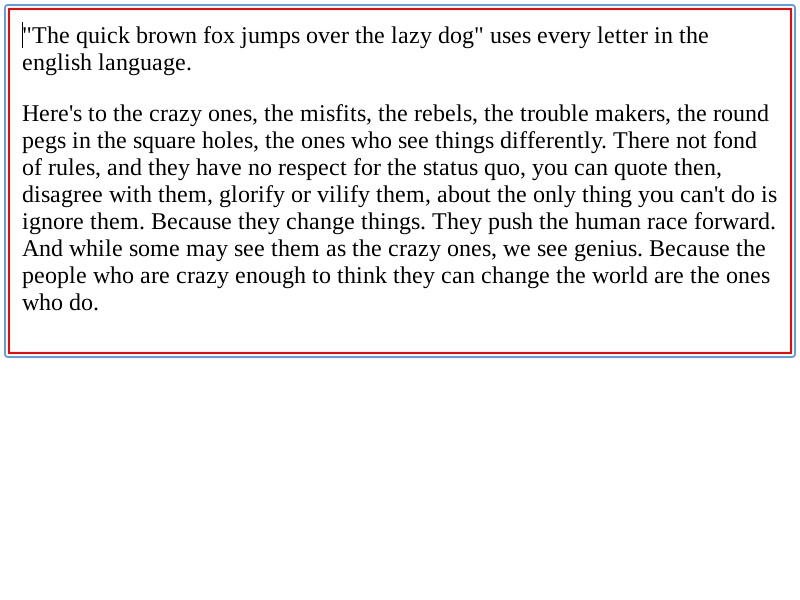 "The quick brown fox jumps over the lazy dog" uses every letter in the
english language.
Here's to the crazy ones, the misfits, the rebels, the trouble makers, the round
pegs in the square holes, the ones who see things differently. There not fond
of rules, and they have no respect for the status quo, you can quote then,
disagree with them, glorify or vilify them, about the only thing you can't do is
ignore them. Because they change things. They push the human race forward.
And while some may see them as the crazy ones, we see genius. Because the
people who are crazy enough to think they can change the world are the ones
who do.